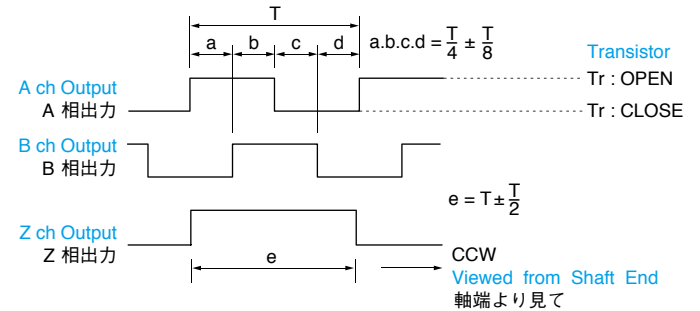 T
a b c d
a.b.c.d = T/4 ± T/8
Transistor
Tr : OPEN
Tr : CLOSE
A ch Output
A 相出力
B ch Output
B 相出力
e = T± T/2
Z ch Output
Z 相出力
e
CCW
Viewed from Shaft End
軸端より見て